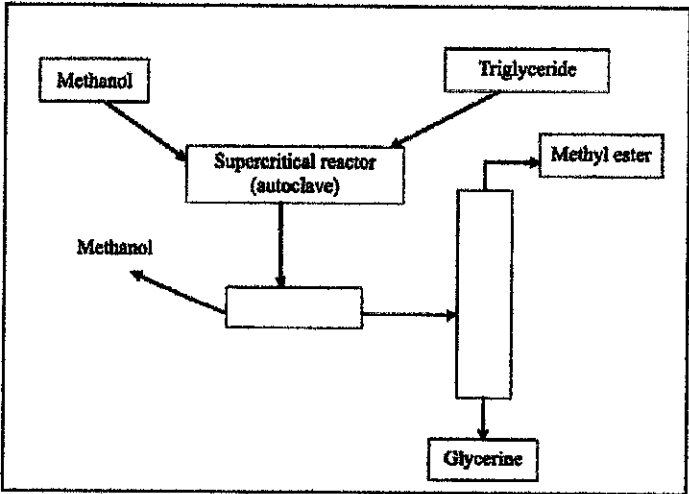 Methanol
Triglyceride
Supercritical reactor
(autoclave)
Methyl ester
Methanol
Glycerine